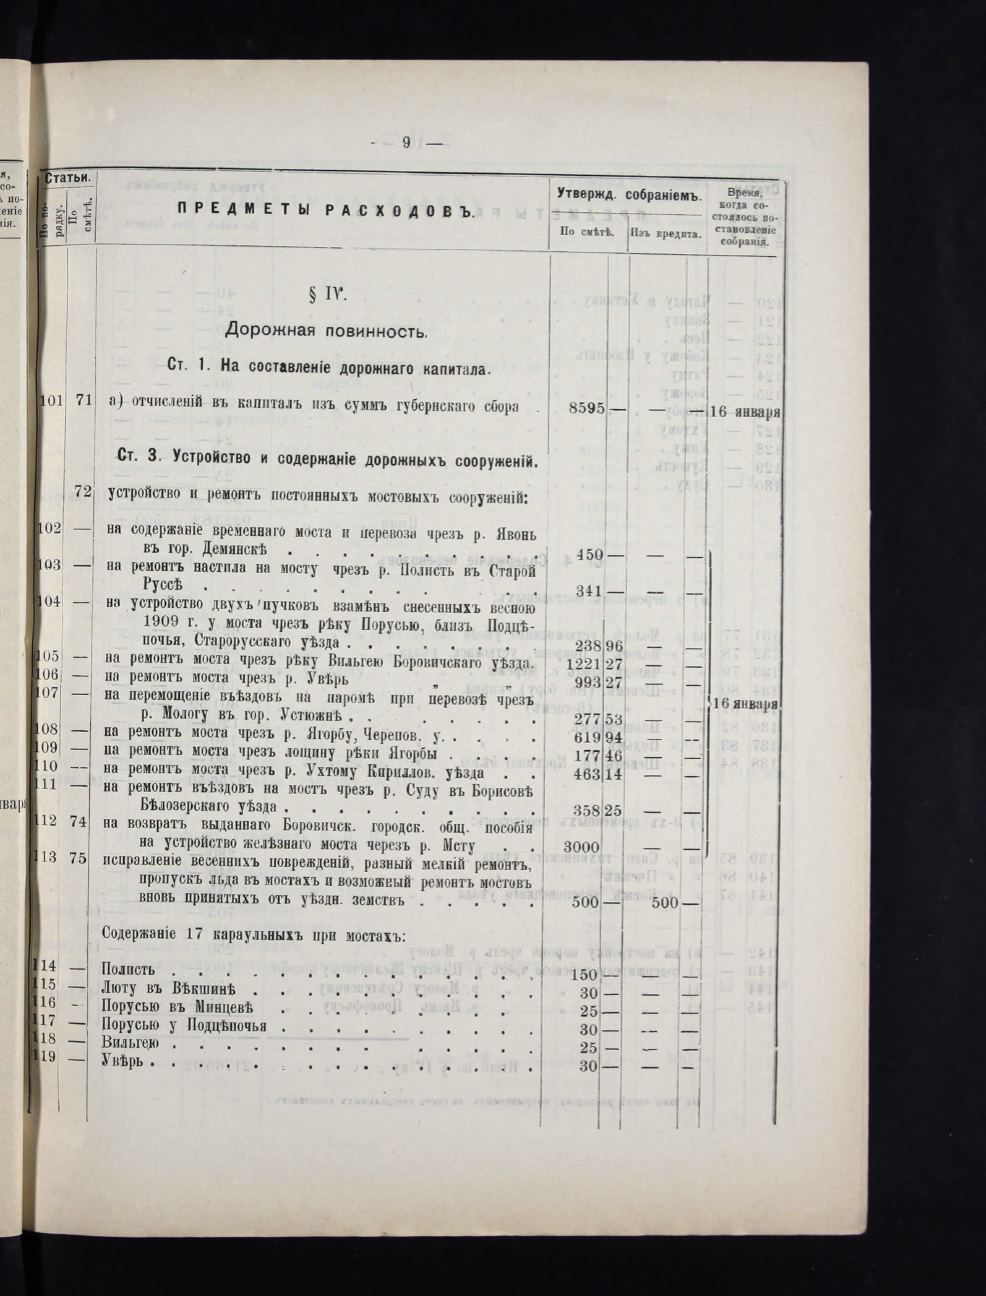 - 9 —
Статьи.
По по-
рядку.
По
смѣтѣ.
ПРЕДМЕТЫ РАСХОДОВЪ.
Утвержд. собраніемъ.
По смѣтѣ.
Изъ кредита.
Время,
когда со-
стоялось по-
становленіе
собранія.
§ IV.
Дорожная повинность.
Ст. 1. На составленіе дорожнаго капитала.
101 71 а) отчисленій въ капиталъ изъ суммъ губернскаго сбора . 8595 — — — 16 января
Ст. 3. Устройство и содержаніе дорожныхъ сооруженій.
72 устройство и ремонтъ постоянныхъ мостовыхъ сооруженій:
102 — на содержаніе временнаго моста и перевоза чрезъ р. Явонь
въ гор. Демянскѣ . . . . . . . . . . 450 — — —
103 — на ремонтъ настила на мосту чрезъ р. Полисть въ Старой
Руссѣ . . . . . . . . . . 341 — — —
104 — на устройство двухъ пучковъ взамѣнъ снесенныхъ весною
1909 г. у моста чрезъ рѣку Порусью, близъ Подцѣ-
почья, Старорусскаго уѣзда . . . . . . . 238 96 — —
105 — на ремонтъ моста чрезъ рѣку Вильгею Боровичскаго уѣзда. 1221 27 — —
106 — на ремонтъ моста чрезъ р. Увѣрь „ „ 993 27 — —
107 — на перемощеніе въѣздовъ на паромѣ при перевозѣ чрезъ 16 января
р. Мологу въ гор. Устюжнѣ . . . . . . . 277 53 — —
108 — на ремонтъ моста чрезъ р. Ягорбу, Черепов. у. . . . . 619 94 — —
109 — на ремонтъ моста чрезъ лощину рѣки Ягорбы . . . . 177 46 — —
110 — на ремонтъ моста чрезъ р. Ухтому Кириллов. уѣзда . . 463 14 — —
111 — на ремонтъ въѣздовъ на мостъ чрезъ р. Суду въ Борисовѣ
Бѣлозерскаго уѣзда . . . . . . . . . . 358 25 — —
112 74 на возвратъ выданнаго Боровичск. городск. общ. пособія
на устройство желѣзнаго моста черезъ р. Мсту . . 3000 — —
113 75 исправленіе весеннихъ поврежденій, разный мелкій ремонтъ,
пропускъ льда въ мостахъ и возможный ремонтъ мостовъ
вновь принятыхъ отъ уѣздн. земствъ . . . . . 500 — 500 —
Содержаніе 17 караульныхъ при мостахъ:
114 — Полисть . . . . . . . . . . . . . . 150 — — —
115 — Люту въ Вѣкшинѣ . . . . . . . . . . . 30 — — —
116 - Порусью въ Минцевѣ . . . . . . . . . . 25 — — —
117 — Порусью у Подцѣпочья . . . . . . . . . . 30 — — —
118 — Вильгею . . . . . . . . . . . . . 25 — — —
119 — Увѣрь . . . . . . . . . . . . . . . 30 — — —
я,
со-
ь по-
еніе
нія.